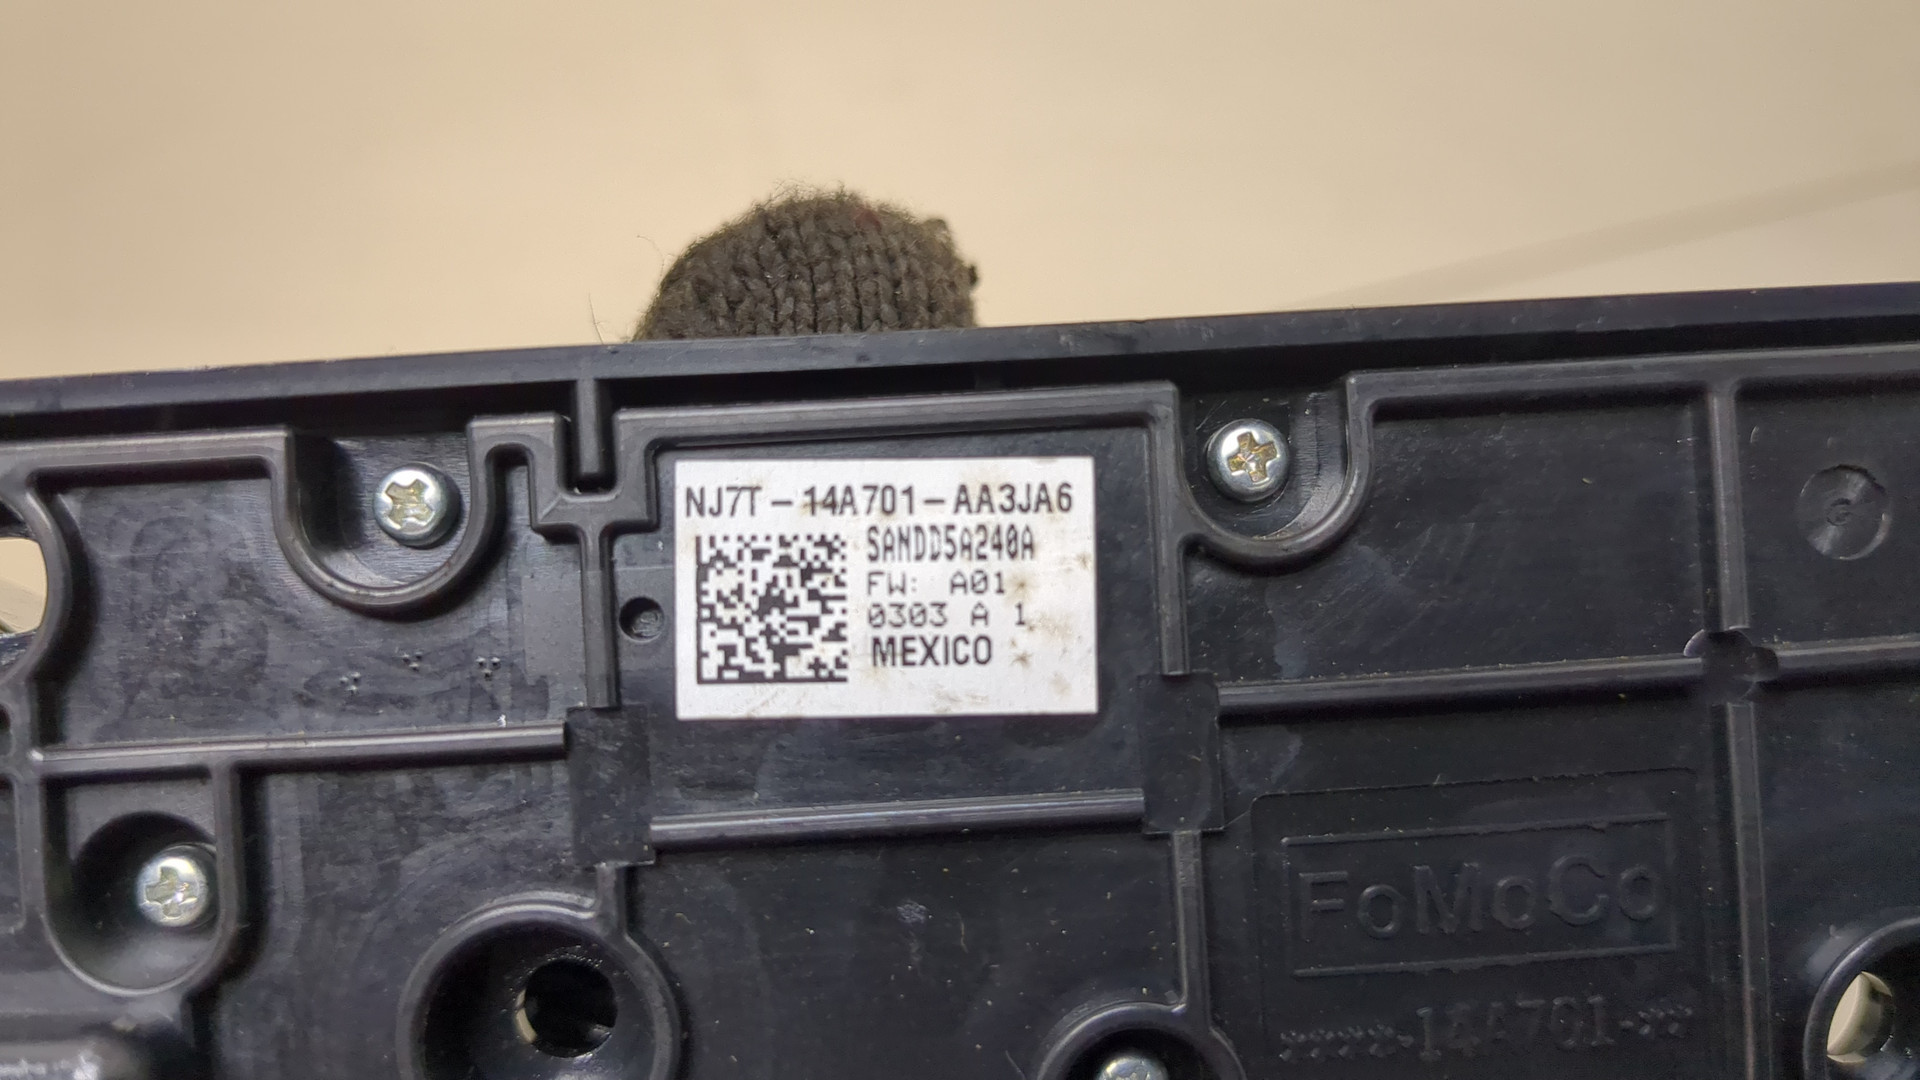 NJ7T-14A701-AA3JA6
SANDD5A240A
FW: A01
0303 A 1
MEXICO
FoMoCo
-14A701-